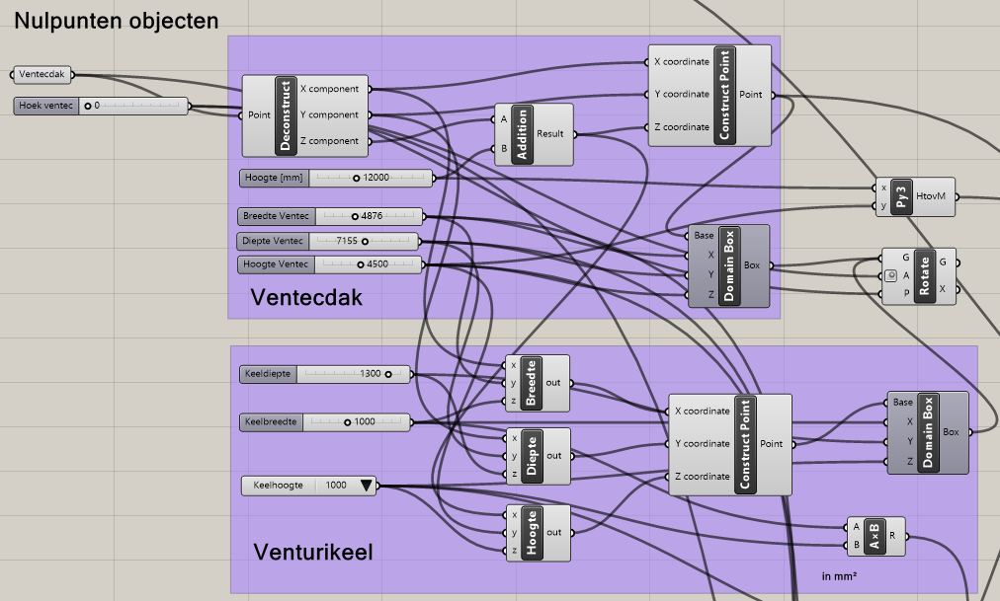 Nulpunten objecten
Ventecdak
Hoek ventec 0
Point Deconstruct X component
Y component
Z component
Addition A B Result
X coordinate
Y coordinate
Z coordinate
Construct Point Point
Hoogte [mm] 12000
Breedte Ventec 4876
Diepte Ventec 7155
Hoogte Ventec 4500
Ventecdak
Base
X
Y
Z
Domain Box Box
x
y
Py3 HtovM
G
A
P
Rotate G
X
Keeldiepte 1300
Keelbreedte 1000
Keelhoogte 1000
Venturikeel
x
y
z
Breedte out
x
y
z
Diepte out
x
y
z
Hoogte out
X coordinate
Y coordinate
Z coordinate
Construct Point Point
Base
X
Y
Z
Domain Box Box
A
B
A×B R
in mm²